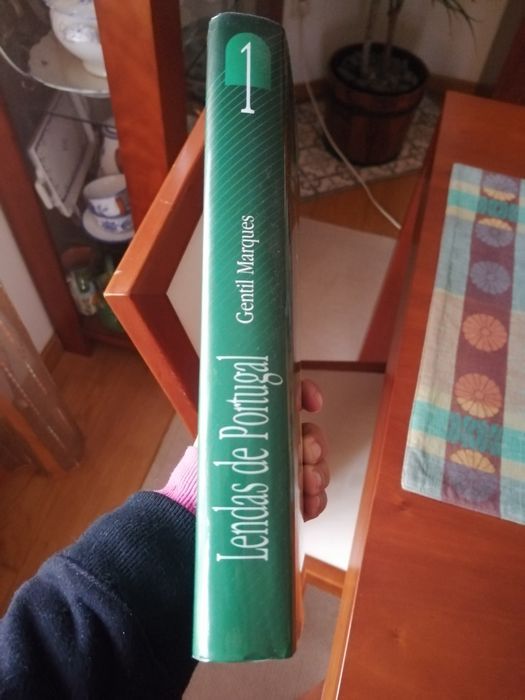 1
Gentil Marques
Lendas de Portugal